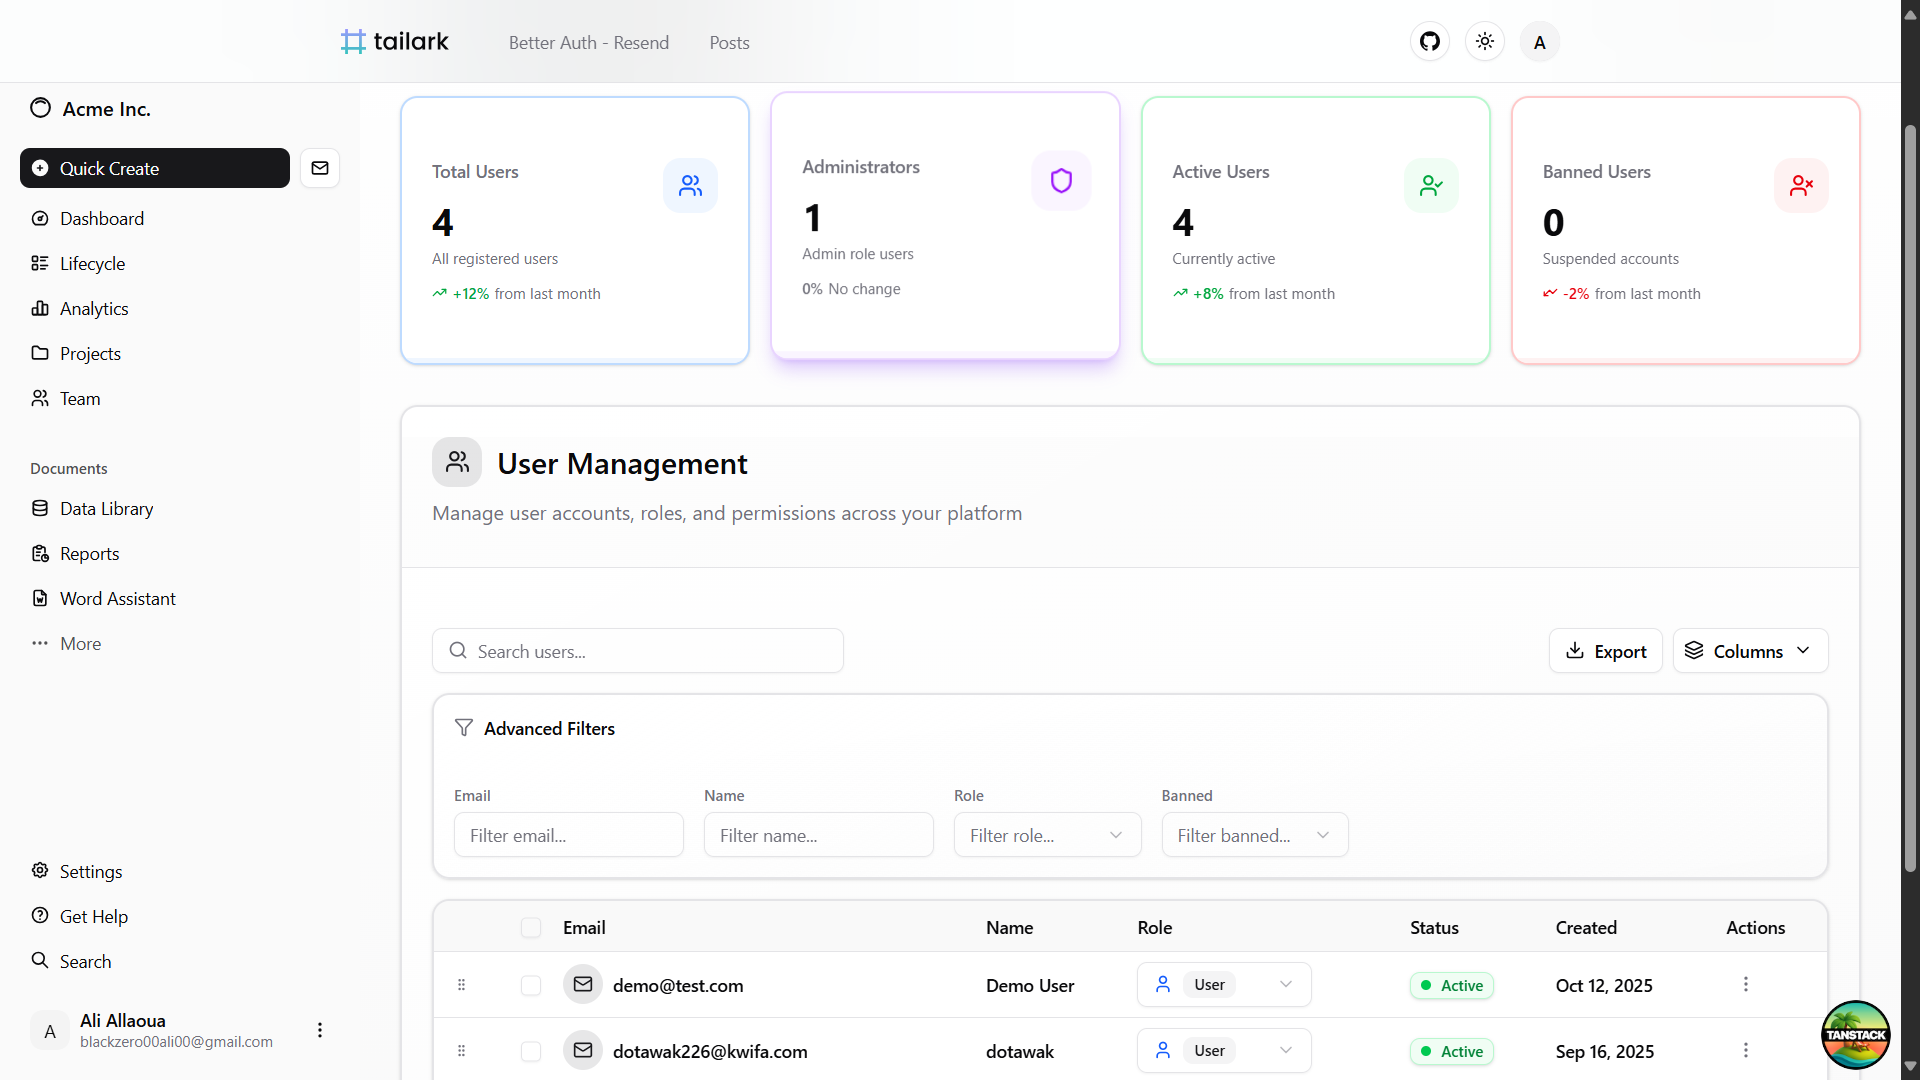 tailark
Better Auth - Resend
Posts
A
Acme Inc.
Quick Create
Dashboard
Lifecycle
Analytics
Projects
Team
Documents
Data Library
Reports
Word Assistant
More
Settings
Get Help
Search
A
Ali Allaoua
blackzero00ali00@gmail.com
Total Users
4
All registered users
+12% from last month
Administrators
1
Admin role users
0% No change
Active Users
4
Currently active
+8% from last month
Banned Users
0
Suspended accounts
-2% from last month
User Management
Manage user accounts, roles, and permissions across your platform
Search users...
Export
Columns
Advanced Filters
Email Name Role Banned
Filter email... Filter name... Filter role... Filter banned...
Email Name Role Status Created Actions
demo@test.com Demo User User Active Oct 12, 2025
dotawak226@kwifa.com dotawak User Active Sep 16, 2025
TANSTACK